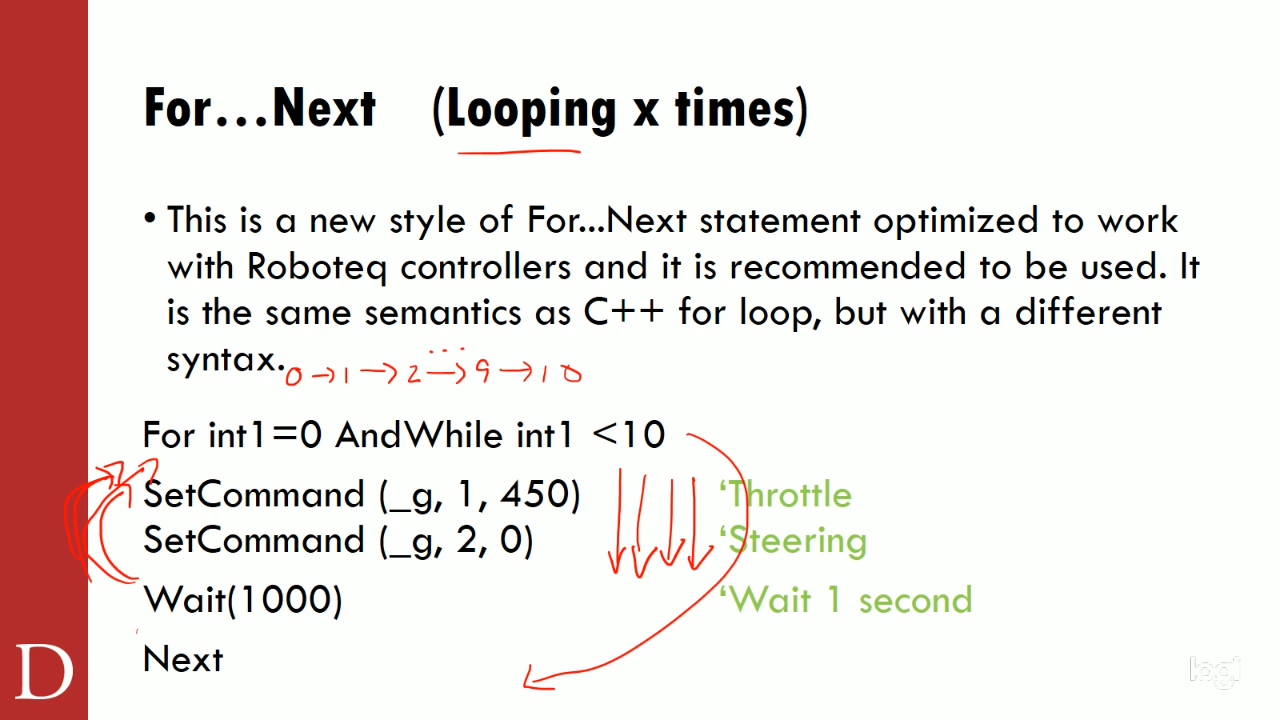 For...Next (Looping x times)
• This is a new style of For...Next statement optimized to work
with Roboteq controllers and it is recommended to be used. It
is the same semantics as C++ for loop, but with a different
syntax.
0 → 1 → 2 ... → 9 → 10
For int1=0 AndWhile int1 <10
SetCommand (_g, 1, 450) ‘Throttle
SetCommand (_g, 2, 0) ‘Steering
Wait(1000) ‘Wait 1 second
Next
D
logi